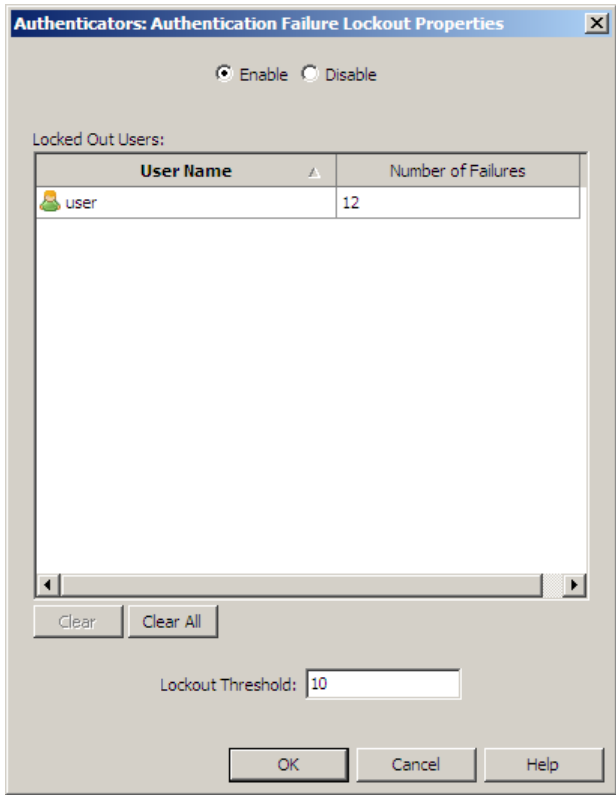 Authenticators: Authentication Failure Lockout Properties
Enable Disable
Locked Out Users:
User Name Number of Failures
user 12
Clear Clear All
Lockout Threshold: 10
OK Cancel Help